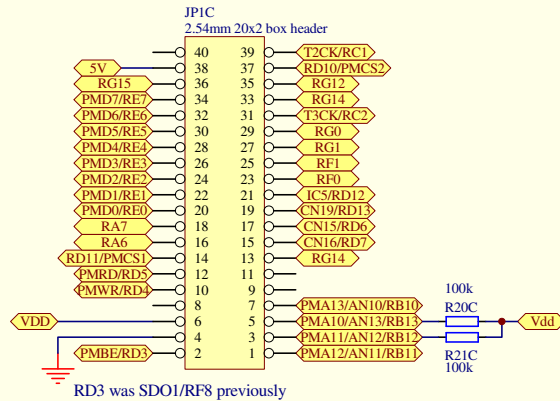 JP1C
2.54mm 20x2 box header
40 39 T2CK/RC1
5V 38 37 RD10/PMCS2
RG15 36 35 RG12
PMD7/RE7 34 33 RG14
PMD6/RE6 32 31 T3CK/RC2
PMD5/RE5 30 29 RG0
PMD4/RE4 28 27 RG1
PMD3/RE3 26 25 RF1
PMD2/RE2 24 23 RF0
PMD1/RE1 22 21 IC5/RD12
PMD0/RE0 20 19 CN19/RD13
RA7 18 17 CN15/RD6
RA6 16 15 CN16/RD7
RD11/PMCS1 14 13 RG14
PMRD/RD5 12 11
PMWR/RD4 10 9 100k
8 7 PMA13/AN10/RB10 R20C
VDD 6 5 PMA10/AN13/RB13 Vdd
4 3 PMA11/AN12/RB12
PMBE/RD3 2 1 PMA12/AN11/RB11 R21C
100k
RD3 was SDO1/RF8 previously